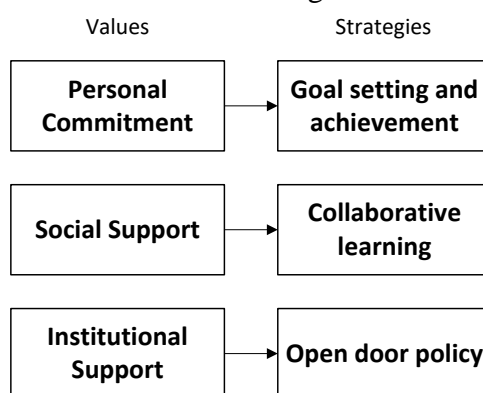 Values Strategies
Personal Commitment
Goal setting and achievement
Social Support
Collaborative learning
Institutional Support
Open door policy